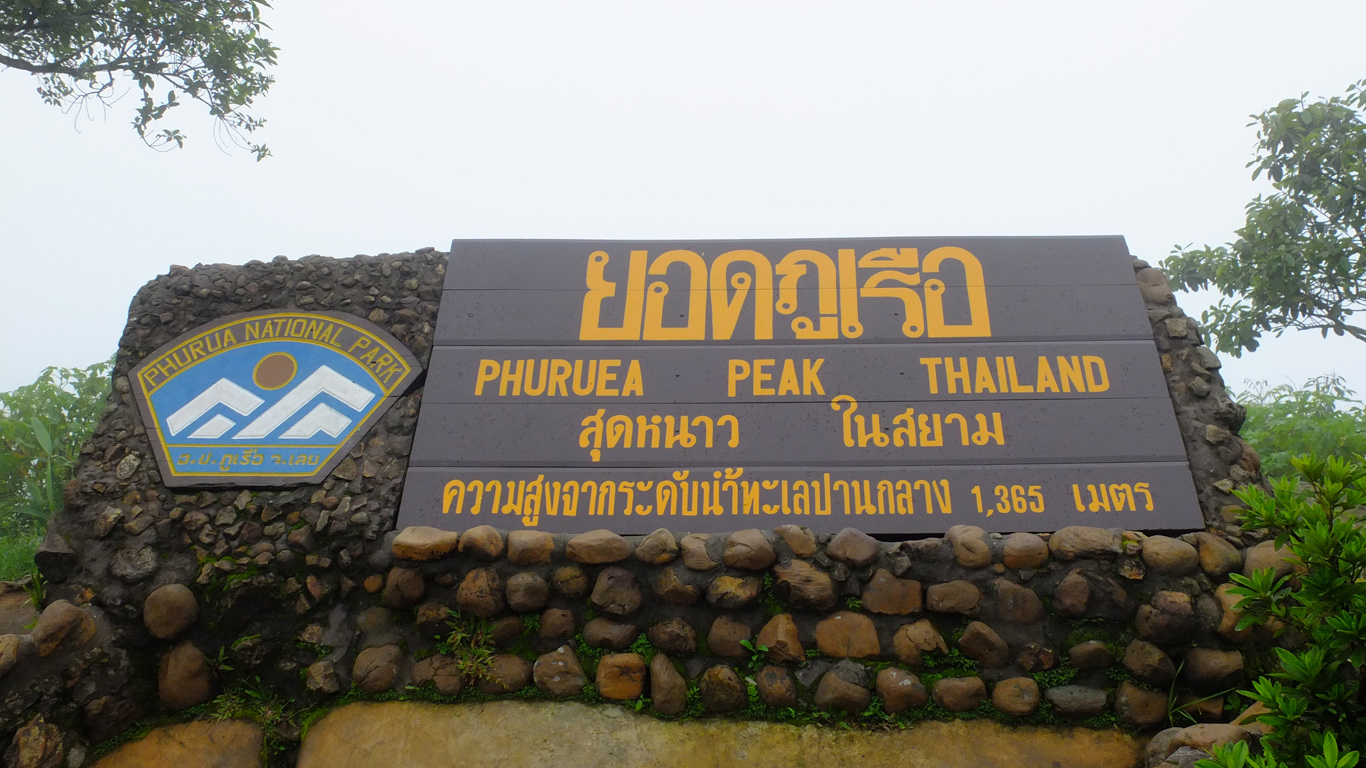 PHURUA NATIONAL PARK
อ.ช.ภูเรือ จ.เลย
ยอดภูเรือ
PHURUEA PEAK THAILAND
สุดหนาว ในสยาม
ความสูงจากระดับน้ำทะเลปานกลาง 1,365 เมตร